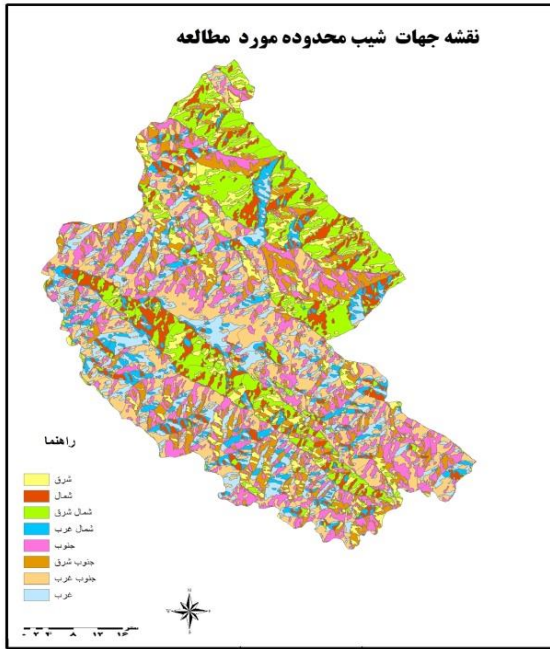 نقشه جهات شیب محدوده مورد مطالعه
راهنما
شرق
شمال
شمال شرق
شمال غرب
جنوب
جنوب شرق
جنوب غرب
غرب
N